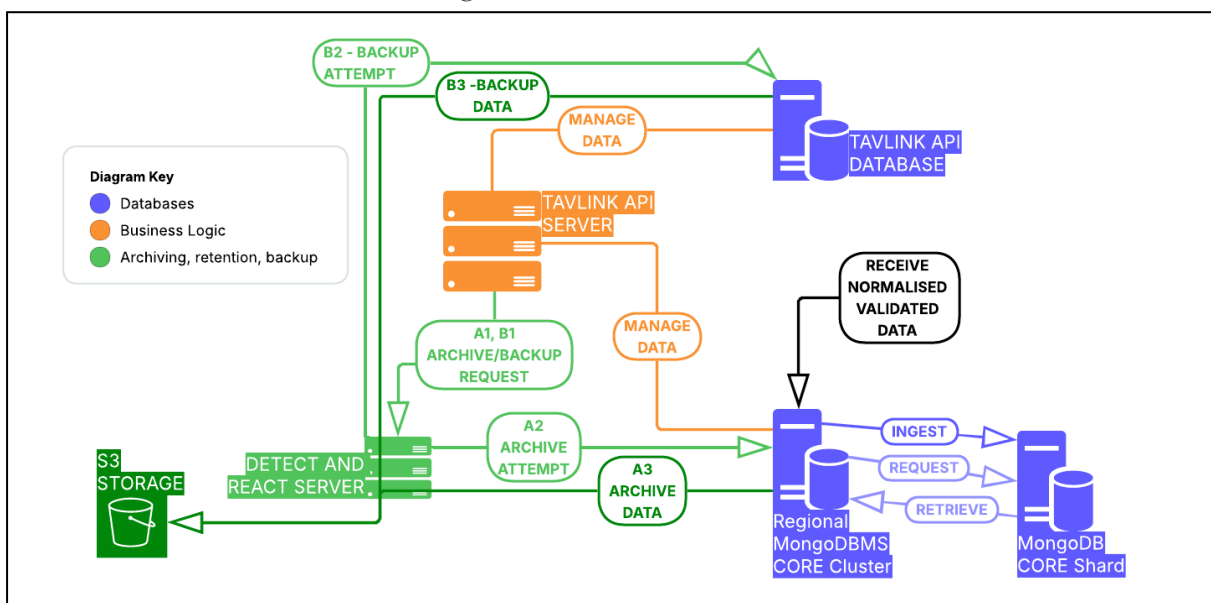 B2 - BACKUP
ATTEMPT
B3 -BACKUP
DATA
MANAGE
DATA
TAVLINK API
DATABASE
Diagram Key
Databases
Business Logic
Archiving, retention, backup
TAVLINK API
SERVER
RECEIVE
NORMALISED
VALIDATED
DATA
A1, B1
ARCHIVE/BACKUP
REQUEST
MANAGE
DATA
S3
STORAGE
DETECT AND
REACT SERVER
A2
ARCHIVE
ATTEMPT
A3
ARCHIVE
DATA
INGEST
REQUEST
RETRIEVE
Regional
MongoDBMS
CORE Cluster
MongoDB
CORE Shard